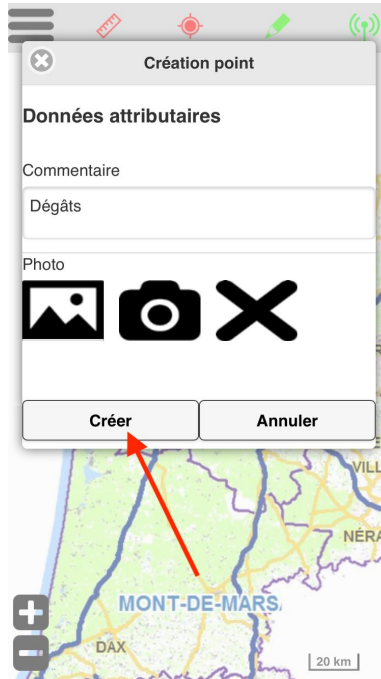 Création point
Données attributaires
Commentaire
Dégâts
Photo
Créer
Annuler
VILL
NÉRA
MONT-DE-MARS
DAX
20 km